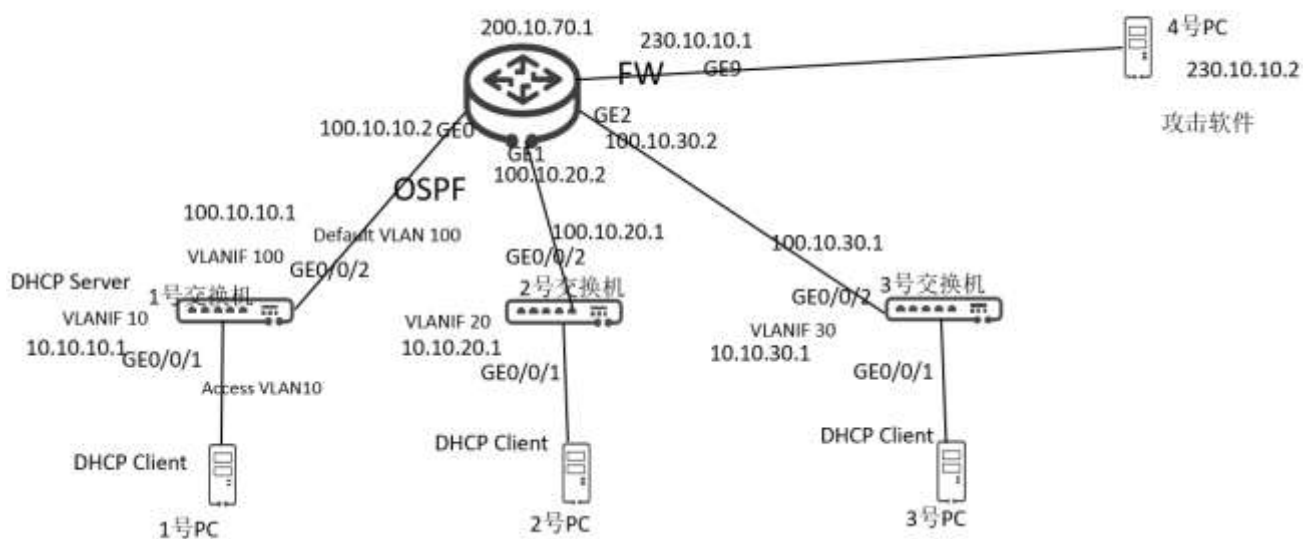 200.10.70.1
230.10.10.1
4号PC
FW
GE9
230.10.10.2
100.10.10.2
GE0
GE2
攻击软件
100.10.30.2
GE1
100.10.20.2
OSPF
100.10.10.1
Default VLAN 100
100.10.20.1
100.10.30.1
VLANIF 100
GE0/0/2
GE0/0/2
DHCP Server
1号交换机
2号交换机
GE0/0/2
3号交换机
VLANIF 10
VLANIF 20
VLANIF 30
10.10.10.1
10.10.20.1
10.10.30.1
GE0/0/1
GE0/0/1
GE0/0/1
Access VLAN10
DHCP Client
DHCP Client
DHCP Client
1号PC
2号PC
3号PC